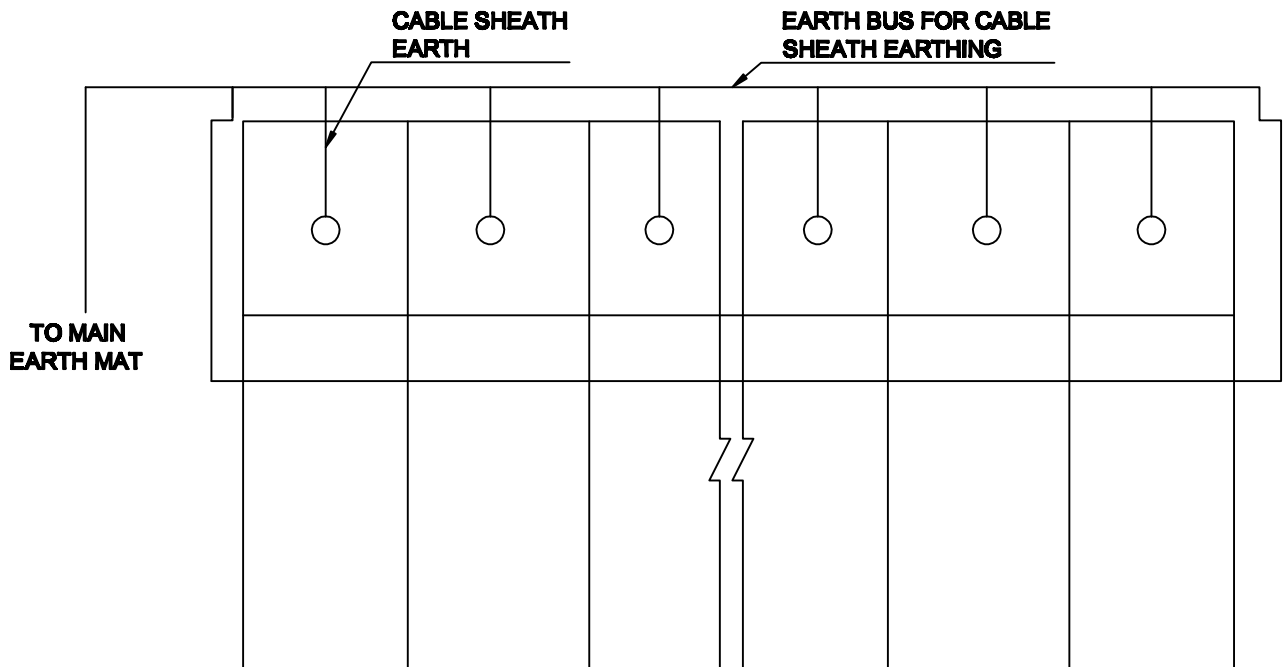 CABLE SHEATH
EARTH
EARTH BUS FOR CABLE
SHEATH EARTHING
TO MAIN
EARTH MAT